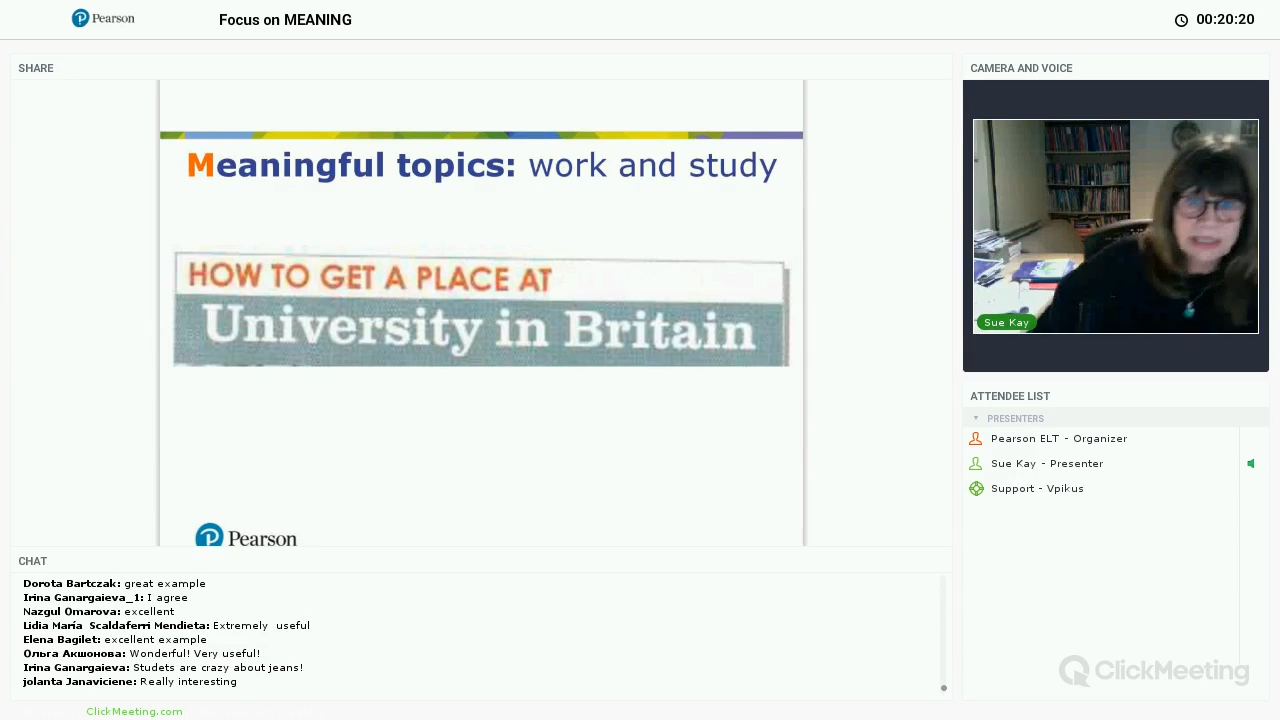 Pearson
Focus on MEANING
00:20:20
SHARE
Meaningful topics: work and study
HOW TO GET A PLACE AT
University in Britain
Pearson
CAMERA AND VOICE
Sue Kay
ATTENDEE LIST
PRESENTERS
Pearson ELT - Organizer
Sue Kay - Presenter
Support - Vpikus
CHAT
Dorota Bartczak: great example
Irina Ganargaieva_1: I agree
Nazgul Omarova: excellent
Lidia María Scaldaferri Mendieta: Extremely useful
Elena Bagilet: excellent example
Ольга Акшонова: Wonderful! Very useful!
Irina Ganargaieva: Studets are crazy about jeans!
jolanta Janaviciene: Really interesting
ClickMeeting
ClickMeeting.com